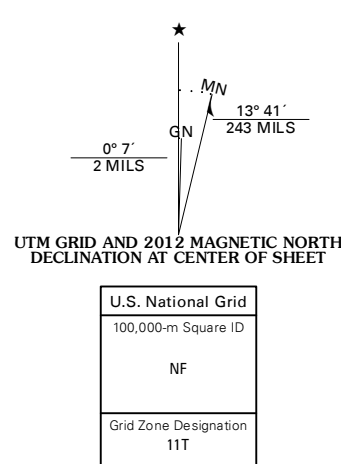 ★
MN
13° 41´
243 MILS
GN
0° 7´
2 MILS
UTM GRID AND 2012 MAGNETIC NORTH
DECLINATION AT CENTER OF SHEET
U.S. National Grid
100,000-m Square ID
NF
Grid Zone Designation
11T